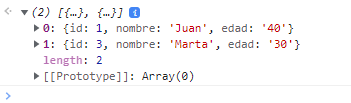 (2) [{…}, {…}] i
0: {id: 1, nombre: 'Juan', edad: '40'}
1: {id: 3, nombre: 'Marta', edad: '30'}
length: 2
[[Prototype]]: Array(0)